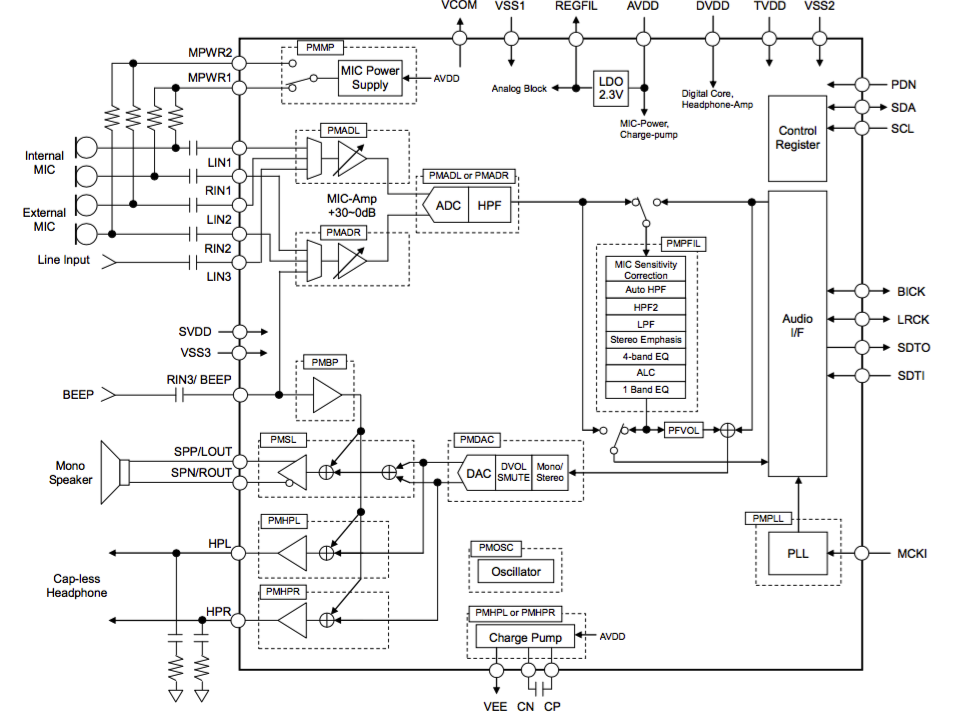 VCOM
VSS1
REGFIL
AVDD
DVDD
TVDD
VSS2
MPWR2
MPWR1
PMMP
MIC Power
Supply
AVDD
Analog Block
LDO
2.3V
MIC-Power,
Charge-pump
Digital Core,
Headphone-Amp
Control
Register
PDN
SDA
SCL
Internal
MIC
External
MIC
Line Input
LIN1
RIN1
LIN2
RIN2
LIN3
PMADL
MIC-Amp
+30~0dB
PMADR
PMADL or PMADR
ADC
HPF
PMPFIL
MIC Sensitivity
Correction
Auto HPF
HPF2
LPF
Stereo Emphasis
4-band EQ
ALC
1 Band EQ
PFVOL
Audio
I/F
BICK
LRCK
SDTO
SDTI
SVDD
VSS3
BEEP
RIN3/ BEEP
PMBP
Mono
Speaker
SPP/LOUT
SPN/ROUT
PMSL
PMDAC
DAC
DVOL
SMUTE
Mono/
Stereo
Cap-less
Headphone
HPL
HPR
PMHPL
PMHPR
PMOSC
Oscillator
PMHPL or PMHPR
Charge Pump
AVDD
PMPLL
PLL
MCKI
VEE
CN
CP